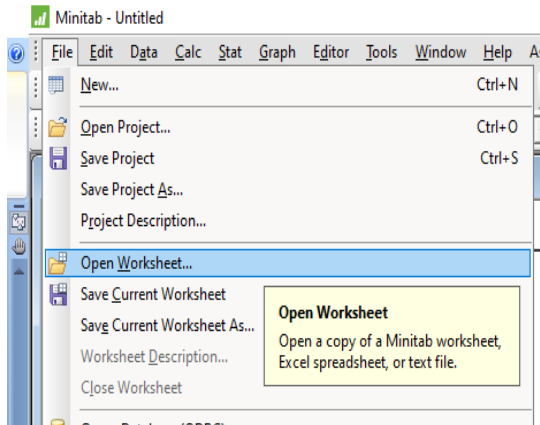 Minitab - Untitled
File Edit Data Calc Stat Graph Editor Tools Window Help
New... Ctrl+N
Open Project... Ctrl+O
Save Project Ctrl+S
Save Project As...
Project Description...
Open Worksheet...
Save Current Worksheet
Save Current Worksheet As...
Worksheet Description...
Close Worksheet
Open Worksheet
Open a copy of a Minitab worksheet,
Excel spreadsheet, or text file.